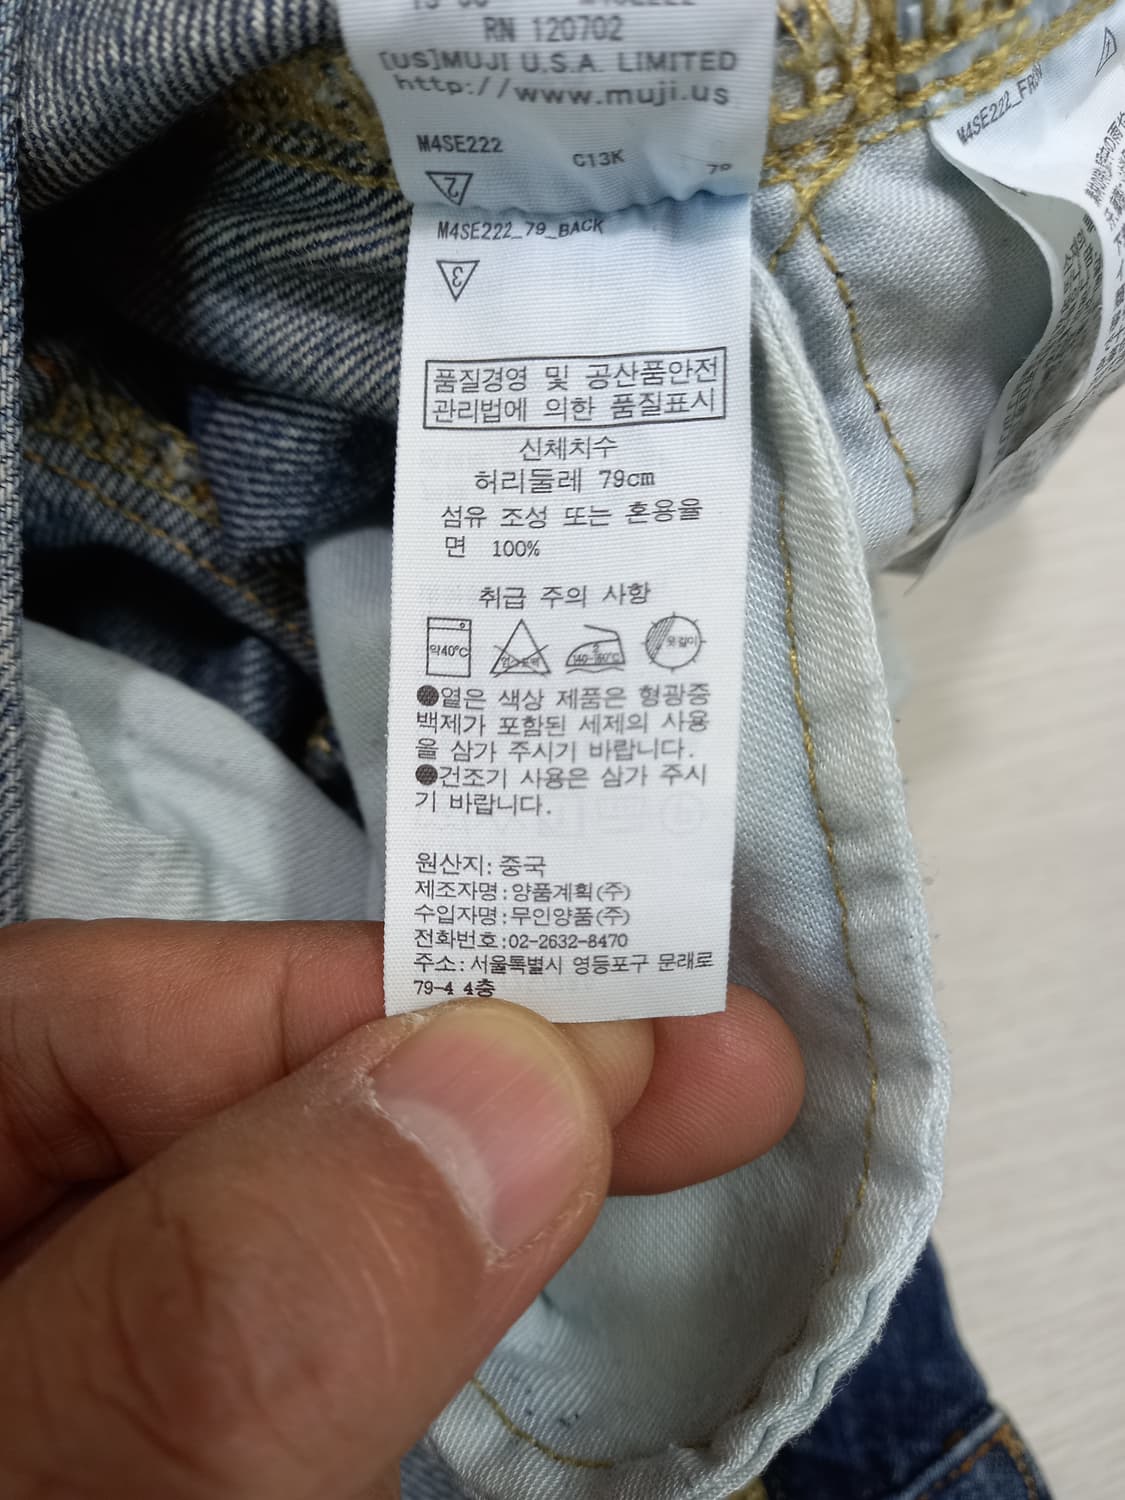 RN 120702
[US]MUJI U.S.A. LIMITED
http://www.muji.us
M4SE222
C13K
2
M4SE222_79_BACK
3
품질경영 및 공산품안전
관리법에 의한 품질표시
신체치수
허리둘레 79cm
섬유 조성 또는 혼용율
면 100%
취급 주의 사항
약40℃
140-160℃
옷걸이
●옅은 색상 제품은 형광증
백제가 포함된 세제의 사용
을 삼가 주시기 바랍니다.
●건조기 사용은 삼가 주시
기 바랍니다.
원산지: 중국
제조자명:양품계획(주)
수입자명:무인양품(주)
전화번호:02-2632-8470
주소: 서울특별시 영등포구 문래로
79-4 4층